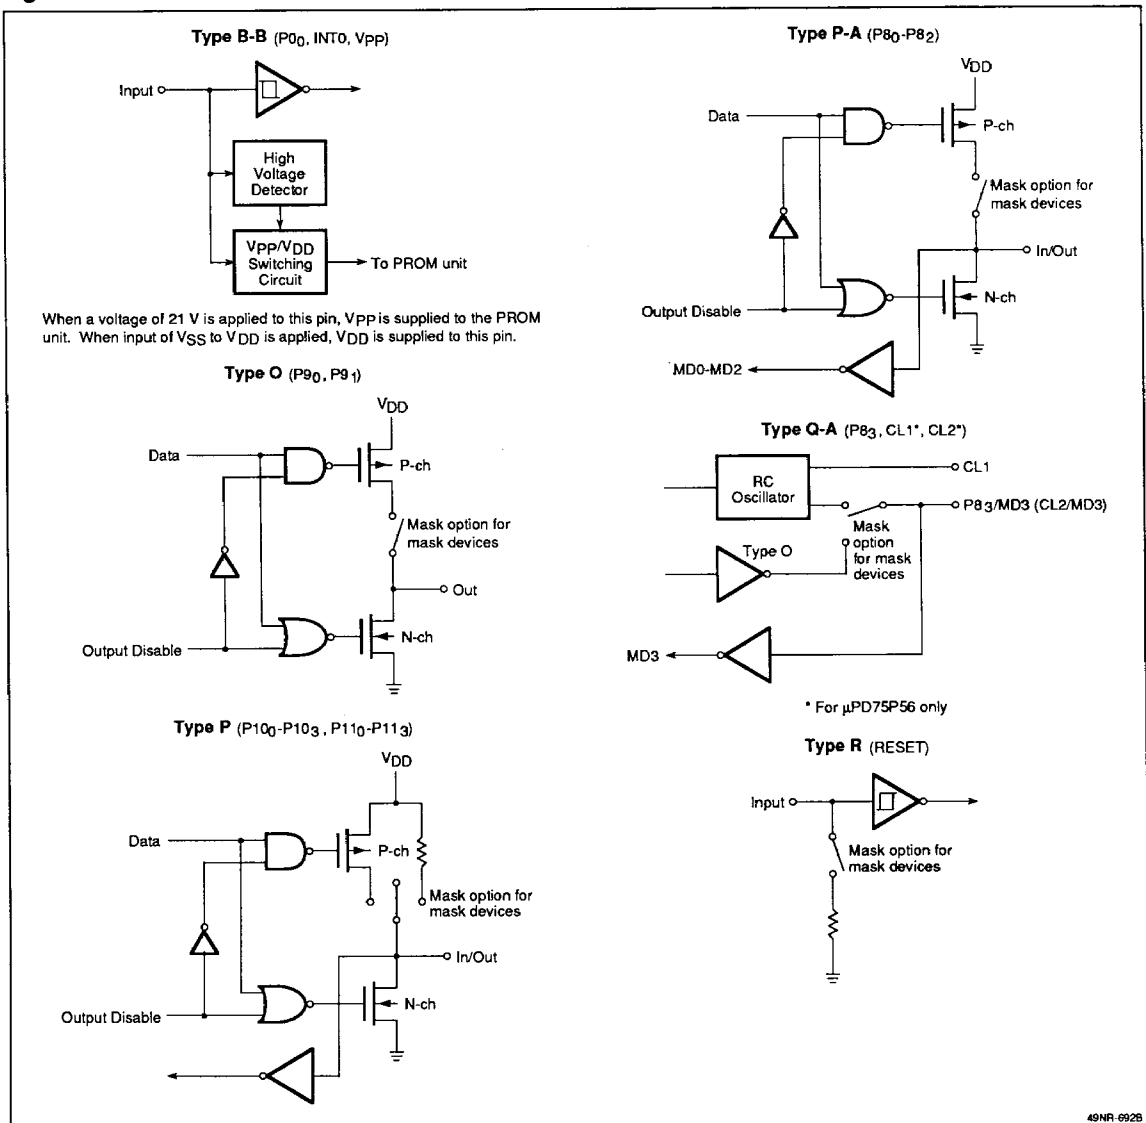 Type B-B (P0₀, INT0, VPP)
Input
High
Voltage
Detector
VPP/VDD
Switching
Circuit
To PROM unit
When a voltage of 21 V is applied to this pin, VPP is supplied to the PROM
unit. When input of VSS to VDD is applied, VDD is supplied to this pin.
Type O (P9₀, P9₁)
VDD
Data
P-ch
Mask option for
mask devices
Out
Output Disable
N-ch
Type P (P10₀-P10₃, P11₀-P11₃)
VDD
Data
P-ch
Mask option for
mask devices
In/Out
Output Disable
N-ch
Type P-A (P8₀-P8₂)
VDD
Data
P-ch
Mask option for
mask devices
In/Out
Output Disable
N-ch
MD0-MD2
Type Q-A (P8₃, CL1*, CL2*)
RC
Oscillator
CL1
P8₃/MD3 (CL2/MD3)
Mask
option
for mask
devices
Type O
MD3
* For μPD75P56 only
Type R (RESET)
Input
Mask option for
mask devices
49NR-692B